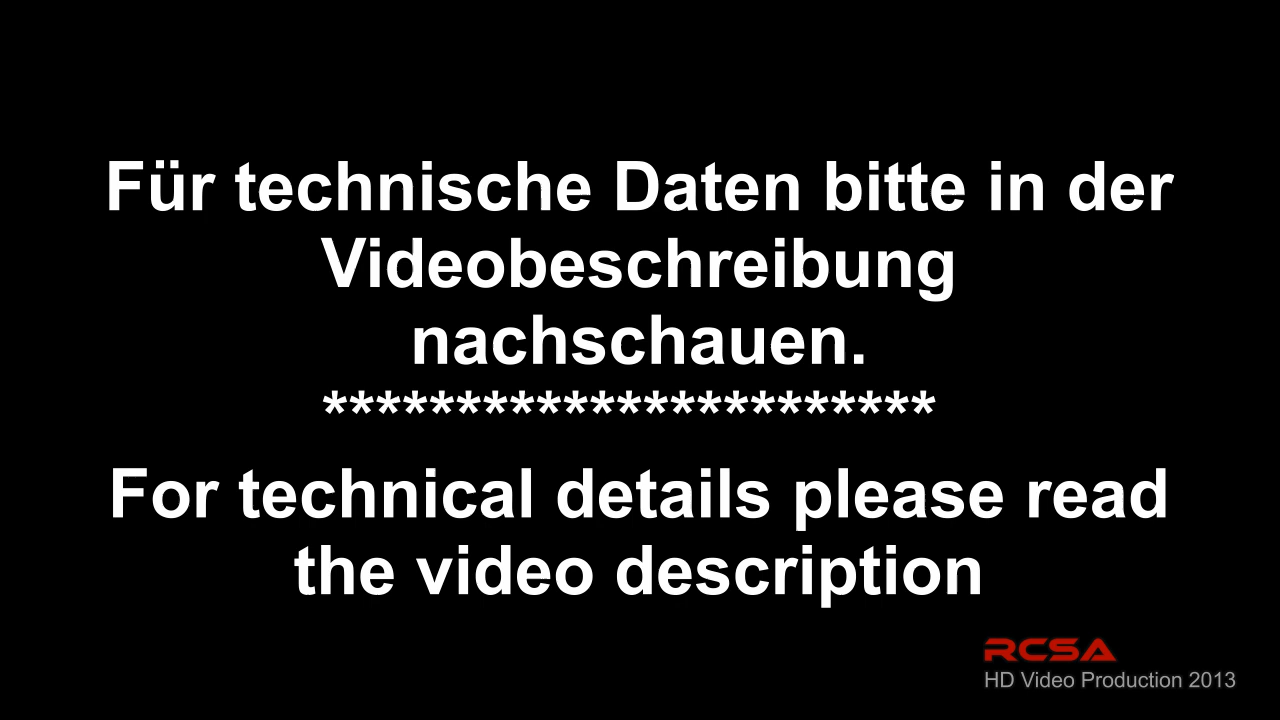 Für technische Daten bitte in der
Videobeschreibung
nachschauen.
***********************
For technical details please read
the video description
RCSA
HD Video Production 2013